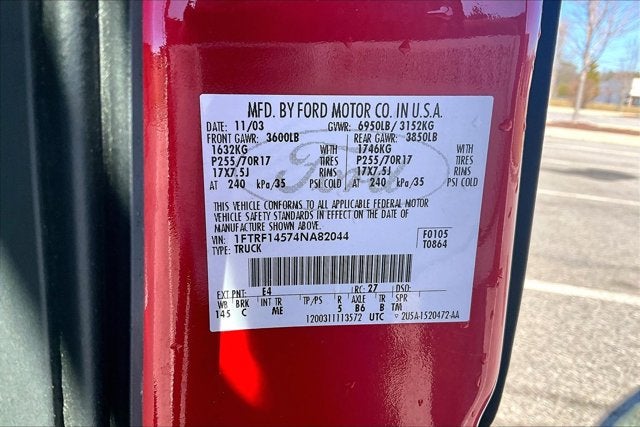 MFD. BY FORD MOTOR CO. IN U.S.A.
DATE: 11/03 GVWR: 6950LB / 3152KG
FRONT GAWR: 3600LB REAR GAWR: 3850LB
1632KG WITH 1746KG WITH
P255/70R17 TIRES P255/70R17 TIRES
17X7.5J RIMS 17X7.5J RIMS
AT 240 kPa/35 PSI COLD AT 240 kPa/35 PSI COLD
Ford
THIS VEHICLE CONFORMS TO ALL APPLICABLE FEDERAL MOTOR
VEHICLE SAFETY STANDARDS IN EFFECT ON THE DATE OF
MANUFACTURE SHOWN ABOVE.
VIN: 1FTRF14574NA82044 F0105
TYPE: TRUCK T0864
EXT PNT: E4 RC: 27 DSO:
WB BRK INT TR TP/PS R AXLE TR SPR
145 C ME 5 B6 B TM
1200311113572 UTC 2U5A-1520472-AA